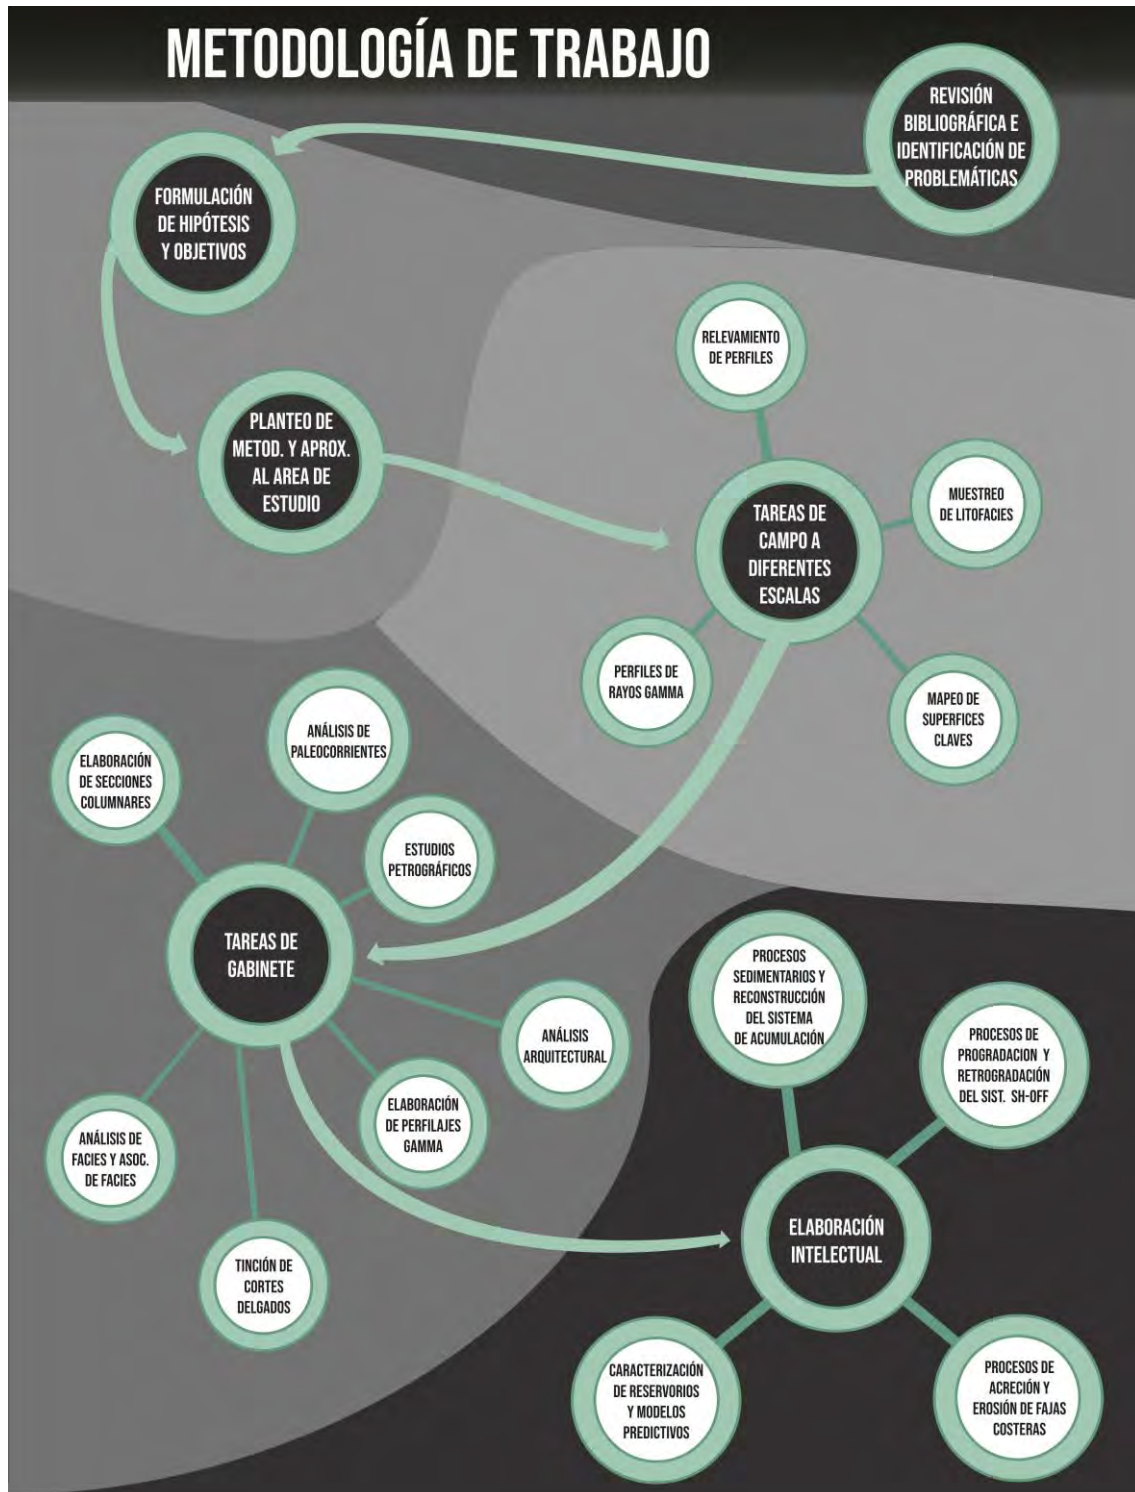 METODOLOGÍA DE TRABAJO
REVISIÓN
BIBLIOGRÁFICA E
IDENTIFICACIÓN DE
PROBLEMÁTICAS
FORMULACIÓN
DE HIPÓTESIS
Y OBJETIVOS
PLANTEO DE
METOD. Y APROX.
AL AREA DE
ESTUDIO
TAREAS DE
CAMPO A
DIFERENTES
ESCALAS
RELEVAMIENTO
DE PERFILES
MUESTREO
DE LITOFACIES
MAPEO DE
SUPERFICES
CLAVES
PERFILES DE
RAYOS GAMMA
TAREAS DE
GABINETE
ELABORACIÓN
DE SECCIONES
COLUMNARES
ANÁLISIS DE
PALEOCORRIENTES
ESTUDIOS
PETROGRÁFICOS
ANÁLISIS
ARQUITECTURAL
ELABORACIÓN
DE PERFILAJES
GAMMA
TINCIÓN DE
CORTES
DELGADOS
ANÁLISIS DE
FACIES Y ASOC.
DE FACIES
ELABORACIÓN
INTELECTUAL
PROCESOS
SEDIMENTARIOS Y
RECONSTRUCCIÓN
DEL SISTEMA
DE ACUMULACIÓN
PROCESOS DE
PROGRADACION Y
RETROGRADACIÓN
DEL SIST. SH-OFF
PROCESOS DE
ACRECIÓN Y
EROSIÓN DE FAJAS
COSTERAS
CARACTERIZACIÓN
DE RESERVORIOS
Y MODELOS
PREDICTIVOS